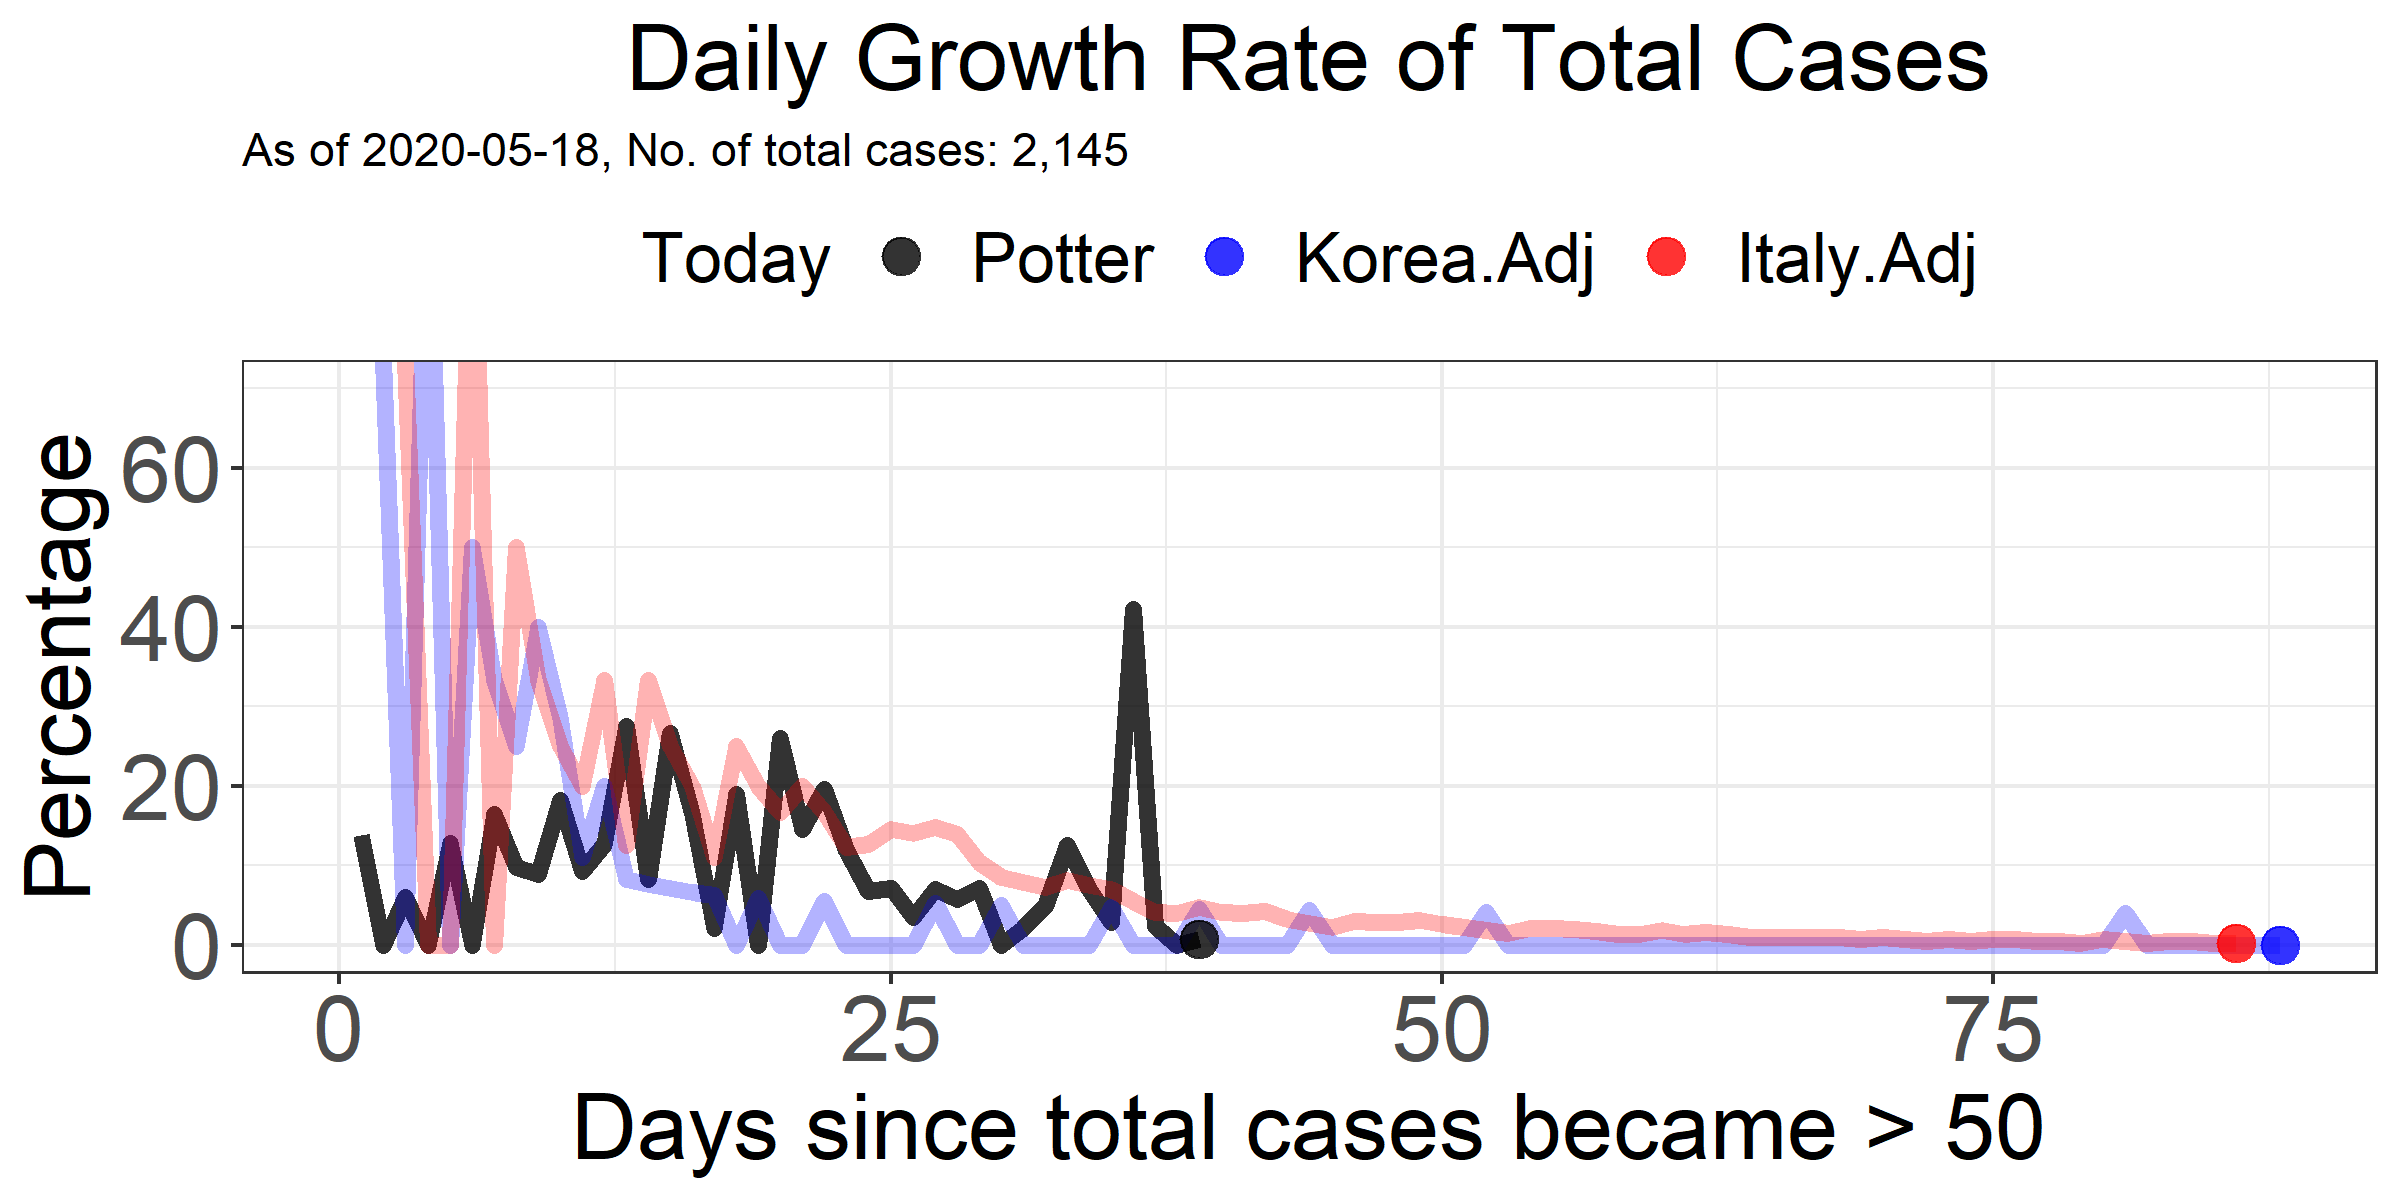 Daily Growth Rate of Total Cases
As of 2020-05-18, No. of total cases: 2,145
Today Potter Korea.Adj Italy.Adj
Percentage
60
40
20
0
0 25 50 75
Days since total cases became > 50